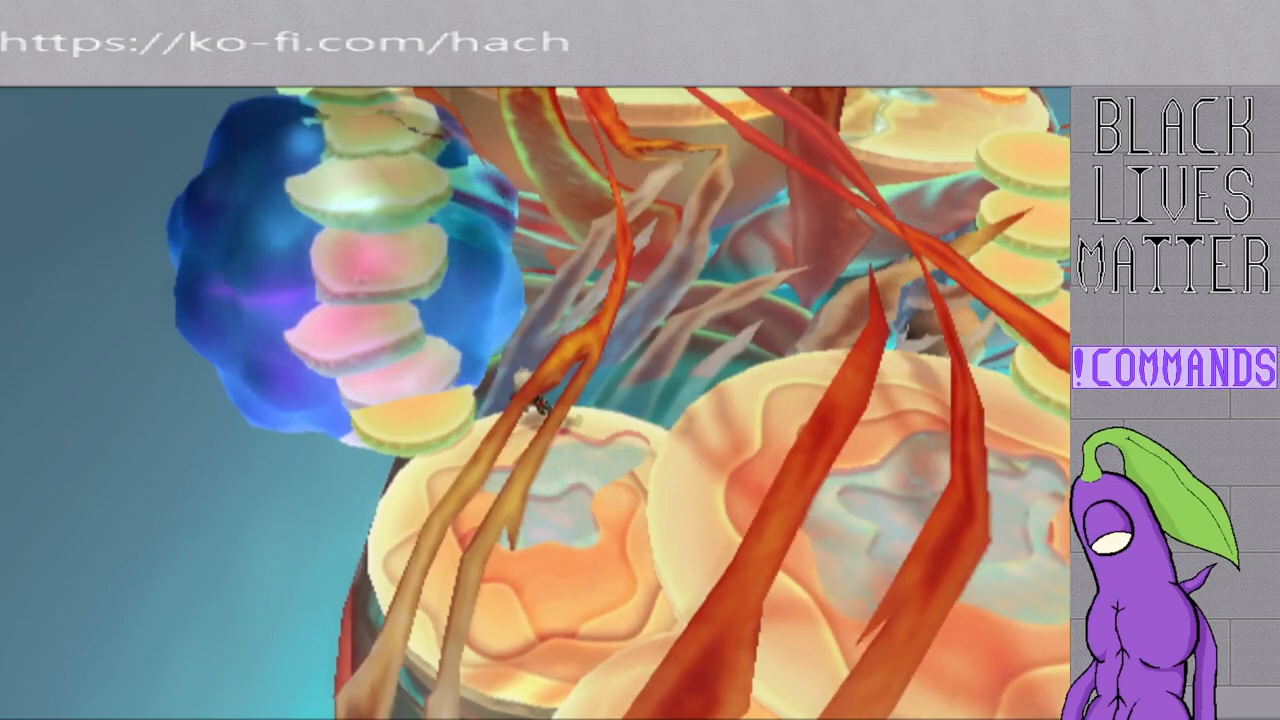 https://ko-fi.com/hach
BLACK
LIVES
MATTER
!COMMANDS